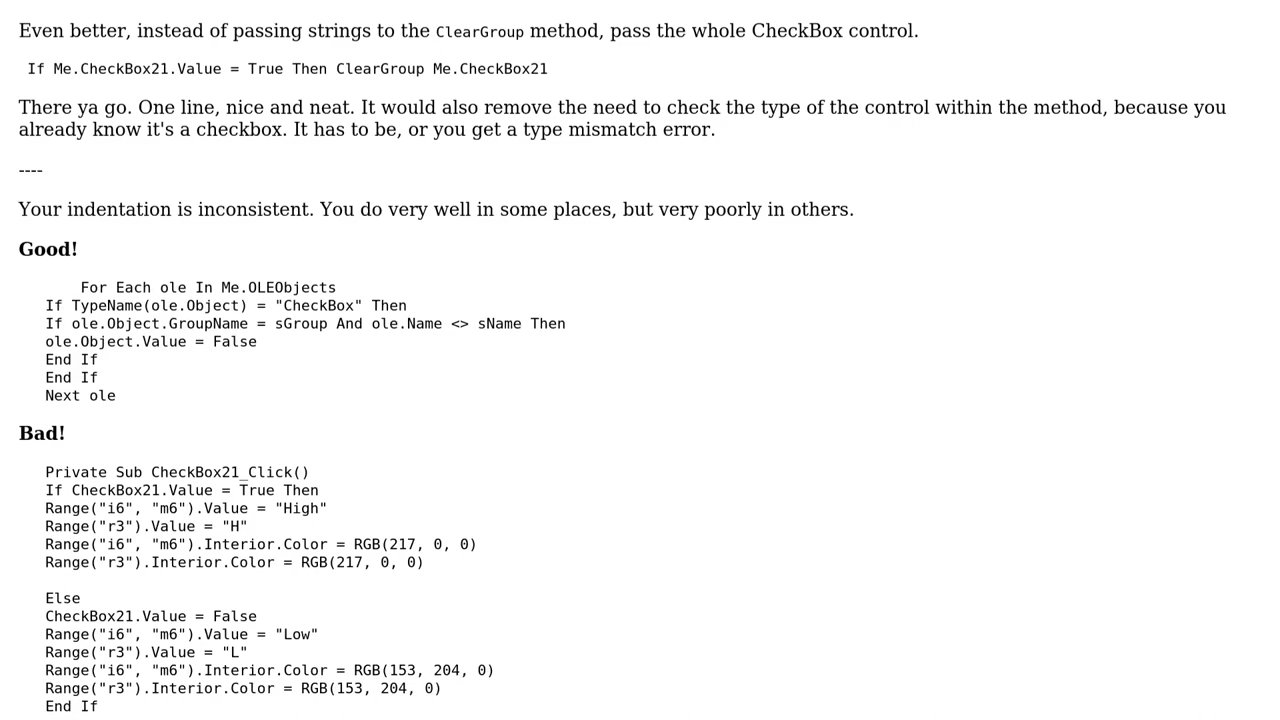 Even better, instead of passing strings to the ClearGroup method, pass the whole CheckBox control.
If Me.CheckBox21.Value = True Then ClearGroup Me.CheckBox21
There ya go. One line, nice and neat. It would also remove the need to check the type of the control within the method, because you
already know it's a checkbox. It has to be, or you get a type mismatch error.
----
Your indentation is inconsistent. You do very well in some places, but very poorly in others.
Good!
For Each ole In Me.OLEObjects
If TypeName(ole.Object) = "CheckBox" Then
If ole.Object.GroupName = sGroup And ole.Name <> sName Then
ole.Object.Value = False
End If
End If
Next ole
Bad!
Private Sub CheckBox21_Click()
If CheckBox21.Value = True Then
Range("i6", "m6").Value = "High"
Range("r3").Value = "H"
Range("i6", "m6").Interior.Color = RGB(217, 0, 0)
Range("r3").Interior.Color = RGB(217, 0, 0)
Else
CheckBox21.Value = False
Range("i6", "m6").Value = "Low"
Range("r3").Value = "L"
Range("i6", "m6").Interior.Color = RGB(153, 204, 0)
Range("r3").Interior.Color = RGB(153, 204, 0)
End If